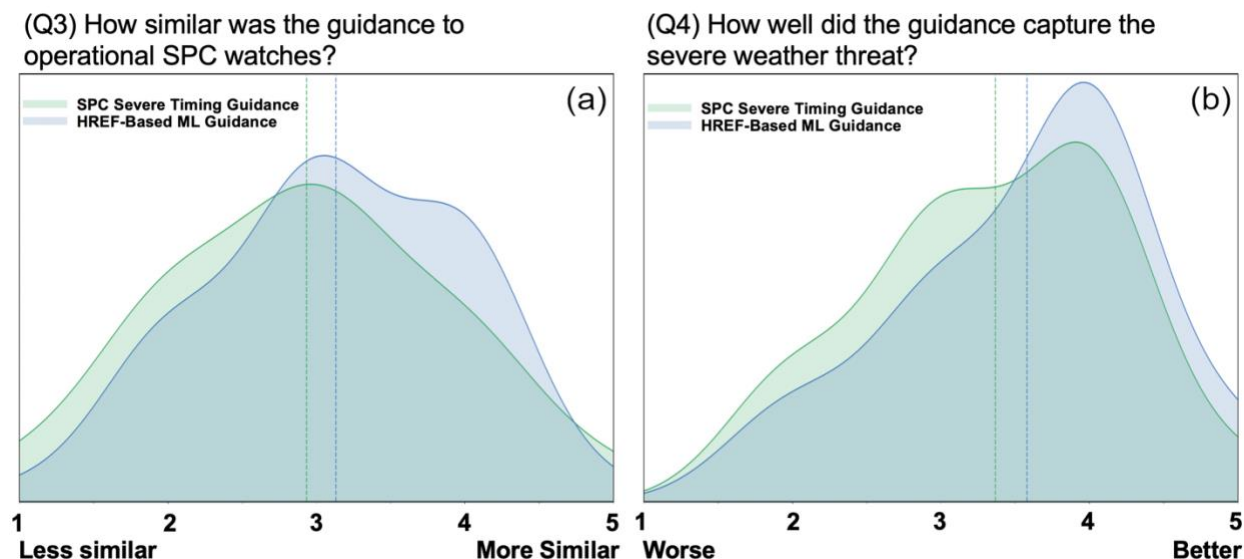 (Q3) How similar was the guidance to
operational SPC watches?
SPC Severe Timing Guidance
HREF-Based ML Guidance
(a)
1 2 3 4 5
Less similar More Similar
(Q4) How well did the guidance capture the
severe weather threat?
SPC Severe Timing Guidance
HREF-Based ML Guidance
(b)
1 2 3 4 5
Worse Better